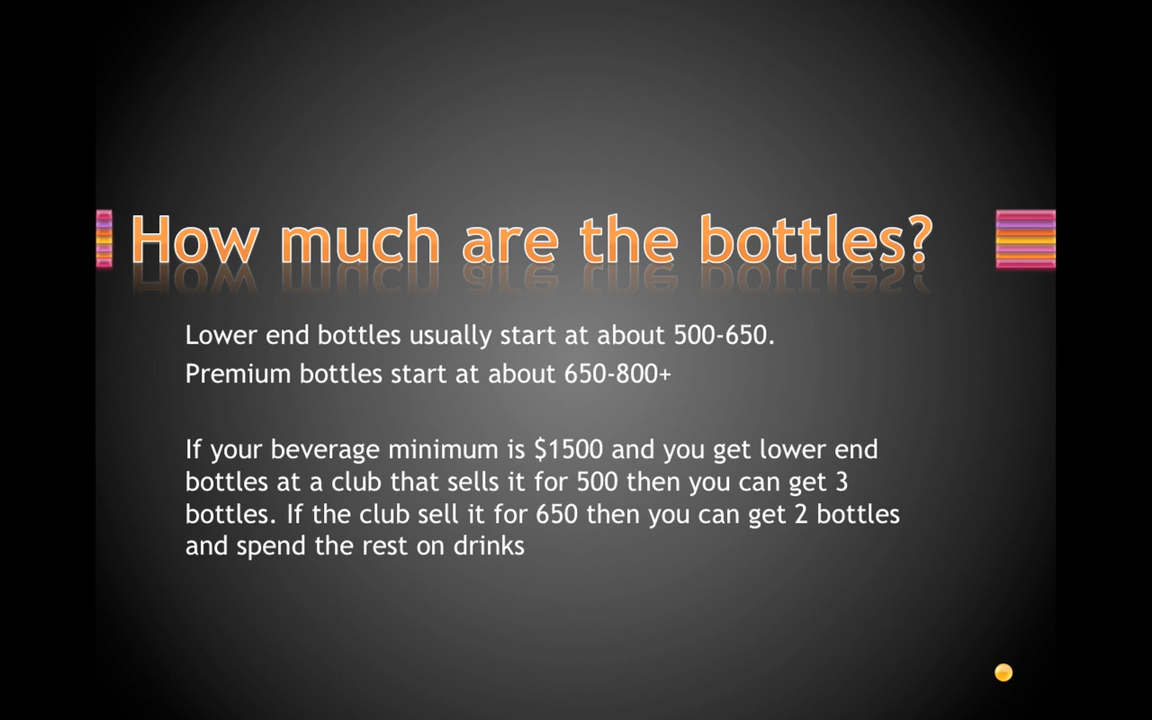 How much are the bottles?
Lower end bottles usually start at about 500-650.
Premium bottles start at about 650-800+
If your beverage minimum is $1500 and you get lower end
bottles at a club that sells it for 500 then you can get 3
bottles. If the club sell it for 650 then you can get 2 bottles
and spend the rest on drinks